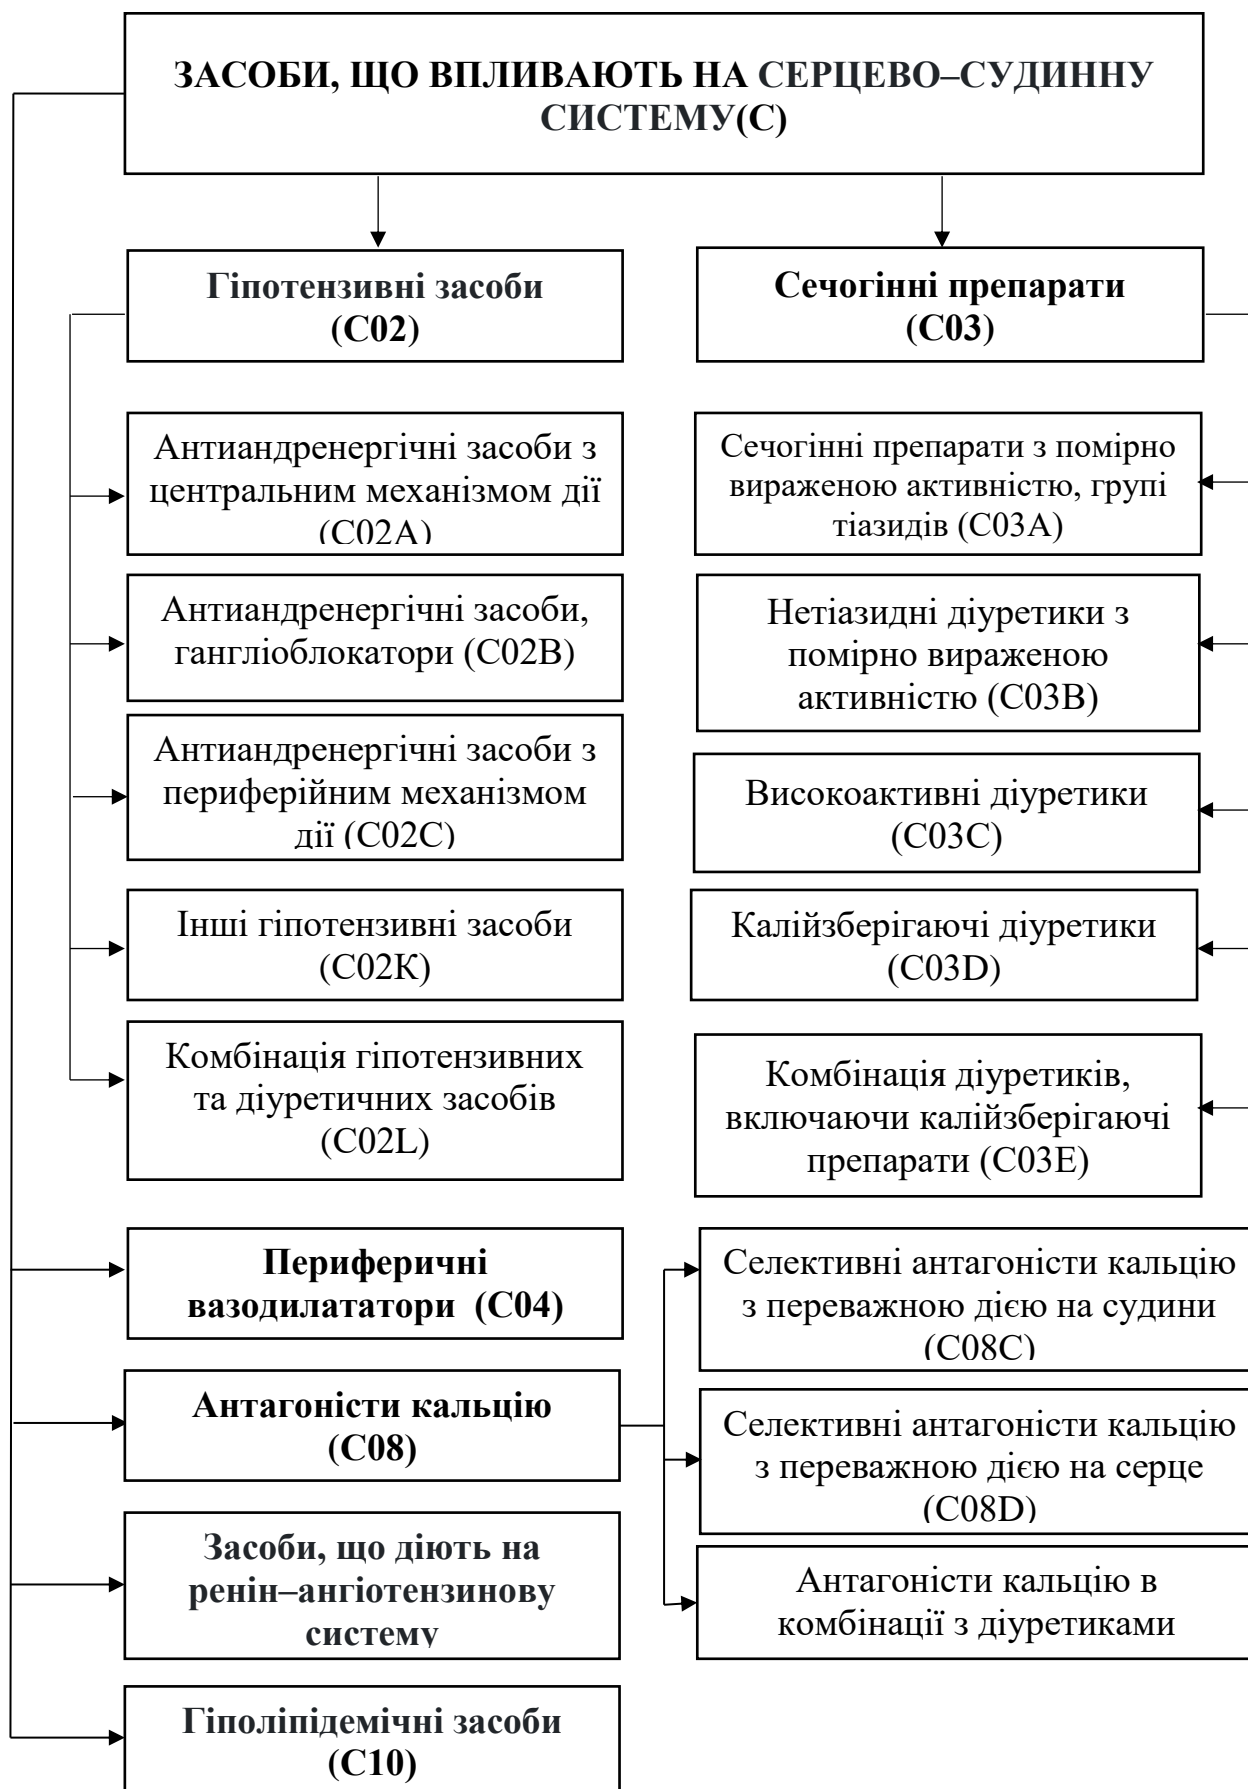 ЗАСОБИ, ЩО ВПЛИВАЮТЬ НА СЕРЦЕВО–СУДИННУ
СИСТЕМУ(С)
Гіпотензивні засоби
(С02)
Сечогінні препарати
(С03)
Антиандренергічні засоби з
центральним механізмом дії
(С02А)
Антиандренергічні засоби,
гангліоблокатори (С02В)
Антиандренергічні засоби з
периферійним механізмом
дії (С02С)
Інші гіпотензивні засоби
(С02К)
Комбінація гіпотензивних
та діуретичних засобів
(С02L)
Сечогінні препарати з помірно
вираженою активністю, групі
тіазидів (С03А)
Нетіазидні діуретики з
помірно вираженою
активністю (С03В)
Високоактивні діуретики
(С03С)
Калійзберігаючі діуретики
(С03D)
Комбінація діуретиків,
включаючи калійзберігаючі
препарати (С03Е)
Периферичні
вазодилататори (С04)
Антагоністи кальцію
(С08)
Засоби, що діють на
ренін–ангіотензинову
систему
Гіполіпідемічні засоби
(С10)
Селективні антагоністи кальцію
з переважною дією на судини
(С08С)
Селективні антагоністи кальцію
з переважною дією на серце
(С08D)
Антагоністи кальцію в
комбінації з діуретиками